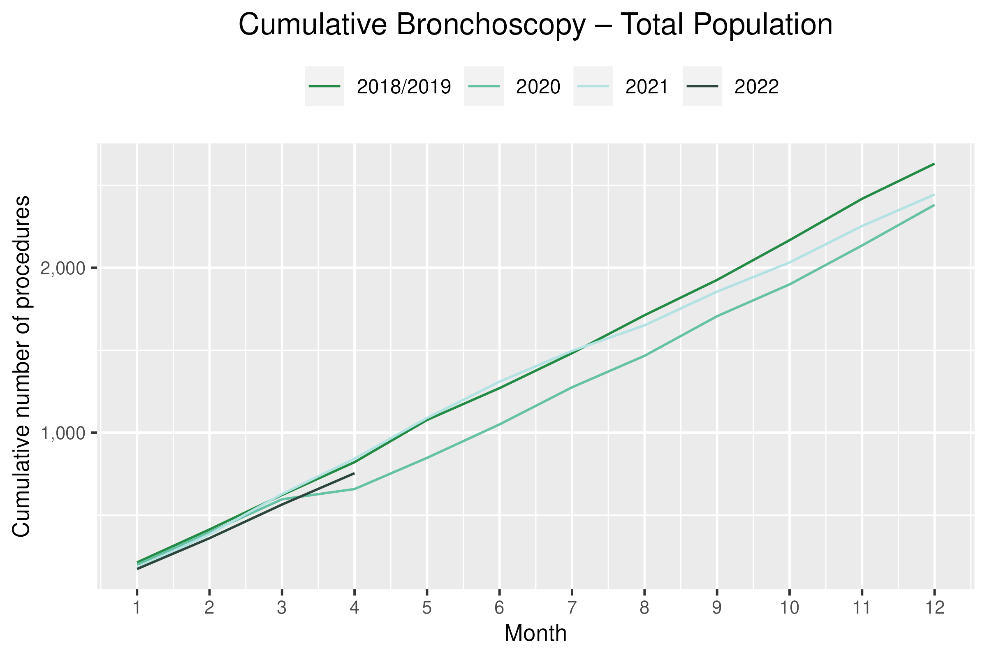 Cumulative Bronchoscopy – Total Population
2018/2019 2020 2021 2022
Cumulative number of procedures
2,000
1,000
1 2 3 4 5 6 7 8 9 10 11 12
Month